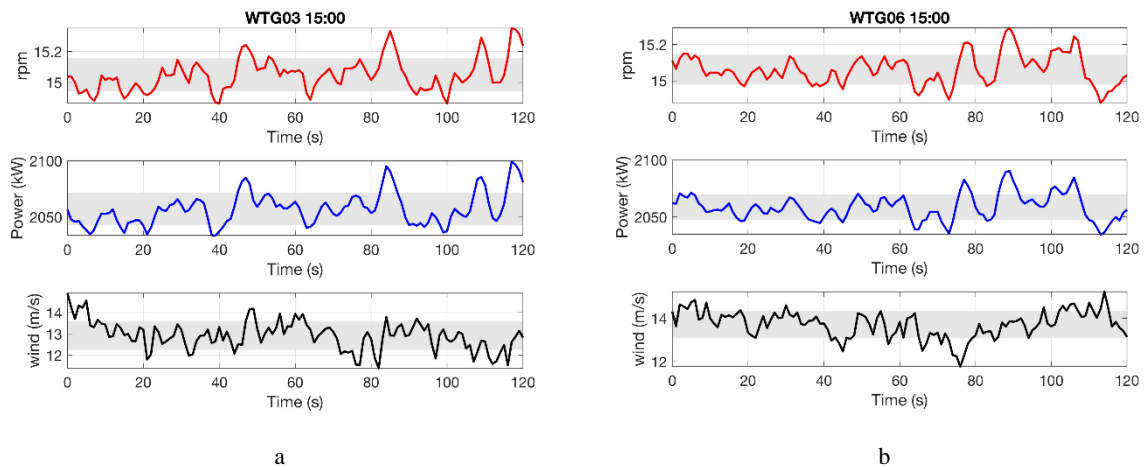 WTG03 15:00
rpm
15.2
15
0 20 40 60 80 100 120
Time (s)
Power (kW)
2100
2050
0 20 40 60 80 100 120
Time (s)
wind (m/s)
14
13
12
0 20 40 60 80 100 120
Time (s)
a
WTG06 15:00
rpm
15.2
15
0 20 40 60 80 100 120
Time (s)
Power (kW)
2100
2050
0 20 40 60 80 100 120
Time (s)
wind (m/s)
14
12
0 20 40 60 80 100 120
Time (s)
b